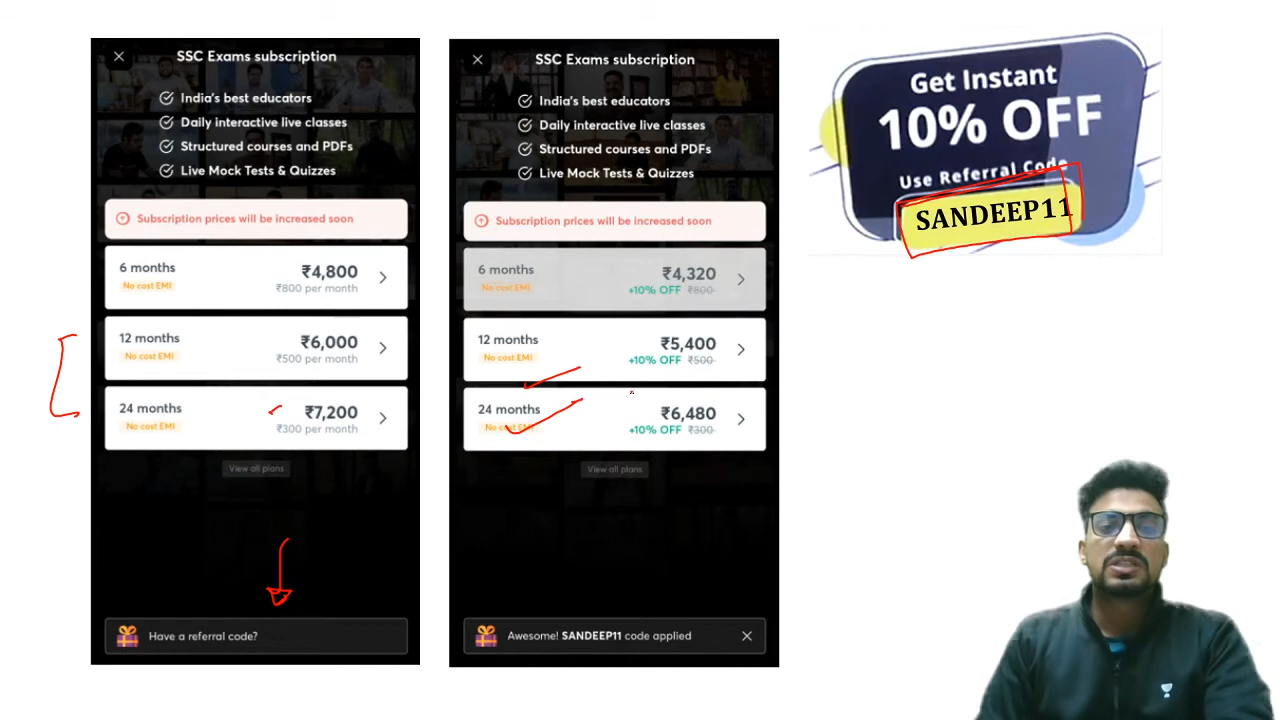 SSC Exams subscription
India's best educators
Daily interactive live classes
Structured courses and PDFs
Live Mock Tests & Quizzes
Subscription prices will be increased soon
6 months ₹4,800
No cost EMI ₹800 per month
12 months ₹6,000
No cost EMI ₹500 per month
24 months ₹7,200
No cost EMI ₹300 per month
View all plans
Have a referral code?
SSC Exams subscription
India's best educators
Daily interactive live classes
Structured courses and PDFs
Live Mock Tests & Quizzes
Subscription prices will be increased soon
6 months ₹4,320
No cost EMI +10% OFF ₹800
12 months ₹5,400
No cost EMI +10% OFF ₹500
24 months ₹6,480
No cost EMI +10% OFF ₹300
View all plans
Awesome! SANDEEP11 code applied
Get Instant
10% OFF
Use Referral Code
SANDEEP11